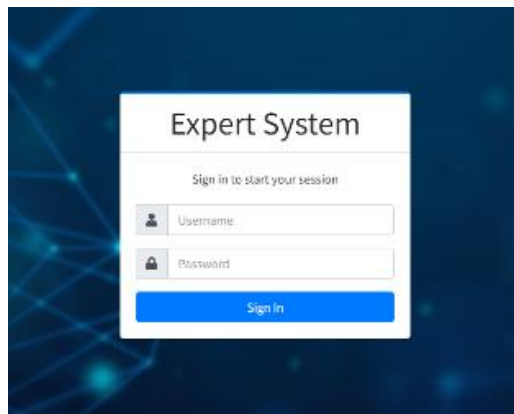 Expert System
Sign in to start your session
Username
Password
Sign In